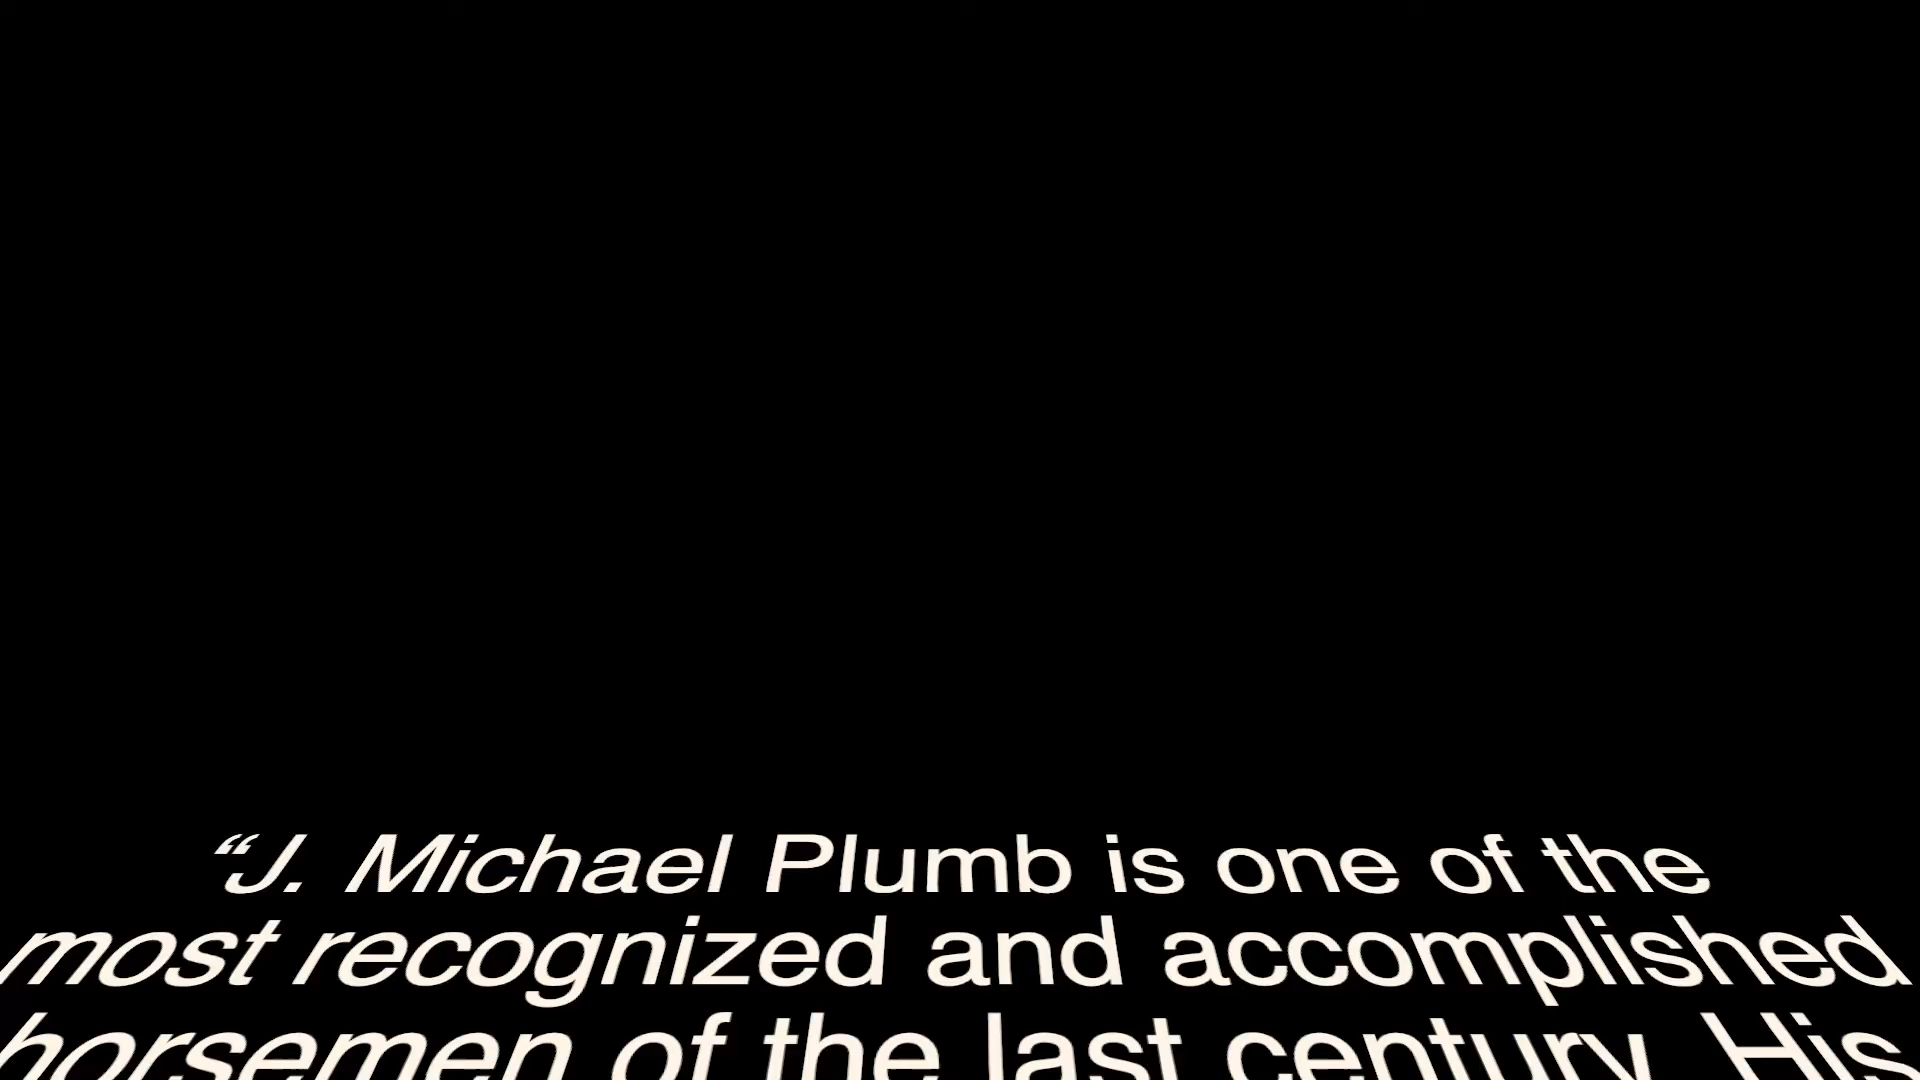 “J. Michael Plumb is one of the
most recognized and accomplished
horsemen of the last century. His